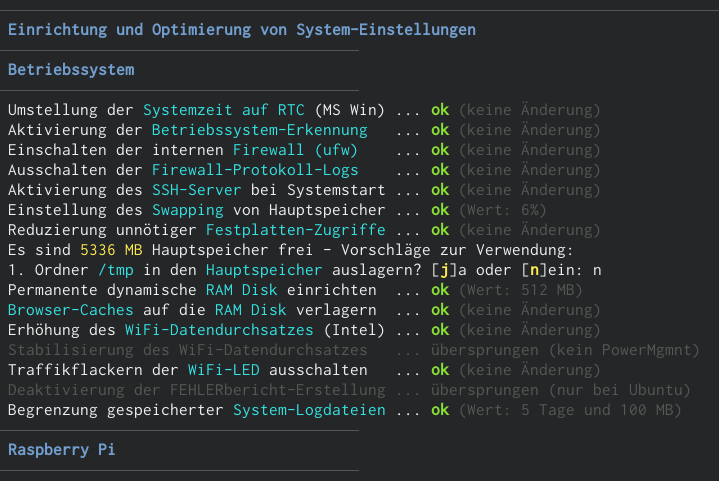 Einrichtung und Optimierung von System-Einstellungen
Betriebssystem
Umstellung der Systemzeit auf RTC (MS Win) ... ok (keine Änderung)
Aktivierung der Betriebssystem-Erkennung   ... ok (keine Änderung)
Einschalten der internen Firewall (ufw)    ... ok (keine Änderung)
Ausschalten der Firewall-Protokoll-Logs    ... ok (keine Änderung)
Aktivierung des SSH-Server bei Systemstart ... ok (keine Änderung)
Einstellung des Swapping von Hauptspeicher ... ok (Wert: 6%)
Reduzierung unnötiger Festplatten-Zugriffe ... ok (keine Änderung)
Es sind 5336 MB Hauptspeicher frei - Vorschläge zur Verwendung:
1. Ordner /tmp in den Hauptspeicher auslagern? [j]a oder [n]ein: n
Permanente dynamische RAM Disk einrichten  ... ok (Wert: 512 MB)
Browser-Caches auf die RAM Disk verlagern  ... ok (keine Änderung)
Erhöhung des WiFi-Datendurchsatzes (Intel) ... ok (keine Änderung)
Stabilisierung des WiFi-Datendurchsatzes   ... übersprungen (kein PowerMgmnt)
Traffikflackern der WiFi-LED ausschalten   ... ok (keine Änderung)
Deaktivierung der FEHLERbericht-Erstellung ... übersprungen (nur bei Ubuntu)
Begrenzung gespeicherter System-Logdateien ... ok (Wert: 5 Tage und 100 MB)
Raspberry Pi